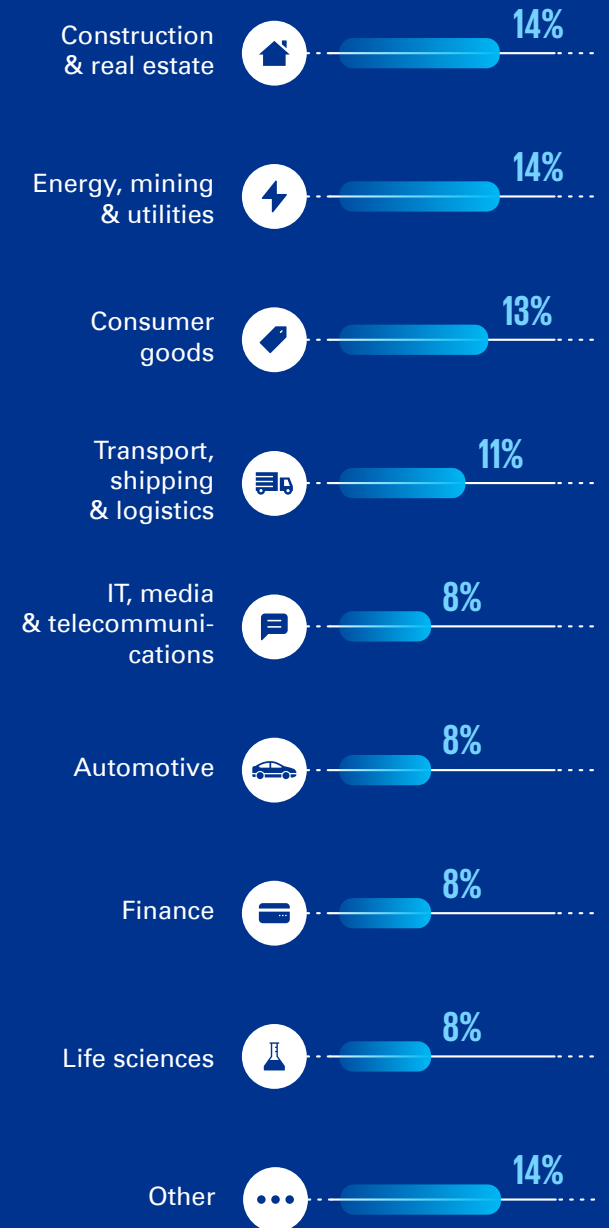 14%
Construction
& real estate
14%
Energy, mining
& utilities
13%
Consumer
goods
11%
Transport,
shipping
& logistics
8%
IT, media
& telecommuni-
cations
8%
Automotive
8%
Finance
8%
Life sciences
14%
Other